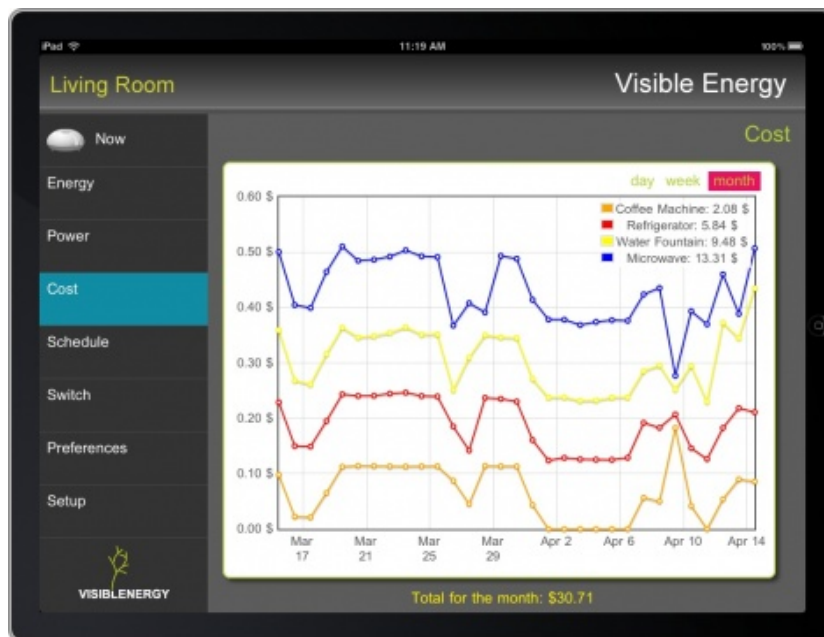 iPad 11:19 AM 100%
Living Room Visible Energy
Now
Energy
Power
Cost
Schedule
Switch
Preferences
Setup
VISIBLENERGY
Cost
day week month
0.60 $
0.50 $
0.40 $
0.30 $
0.20 $
0.10 $
0.00 $
Coffee Machine: 2.08 $
Refrigerator: 5.84 $
Water Fountain: 9.48 $
Microwave: 13.31 $
Mar 17
Mar 21
Mar 25
Mar 29
Apr 2
Apr 6
Apr 10
Apr 14
Total for the month: $30.71